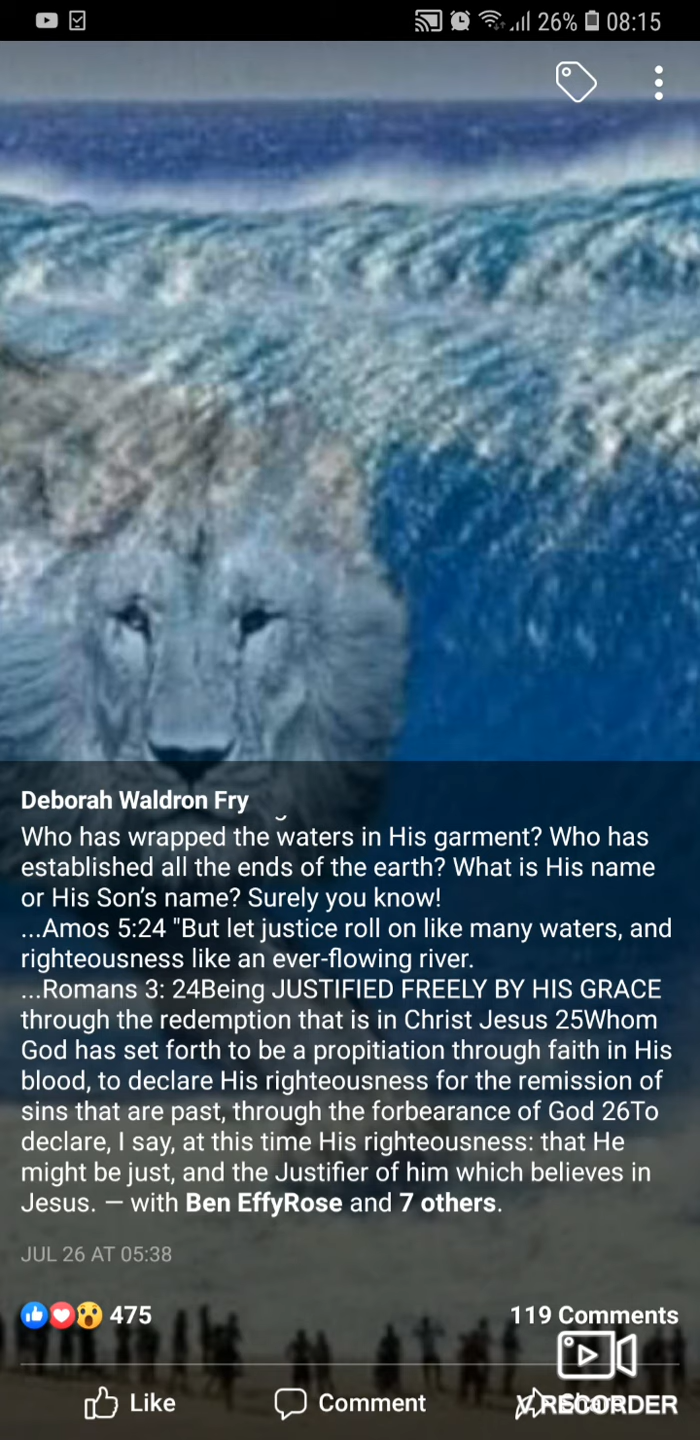 26% 08:15
Deborah Waldron Fry
Who has wrapped the waters in His garment? Who has
established all the ends of the earth? What is His name
or His Son’s name? Surely you know!
...Amos 5:24 "But let justice roll on like many waters, and
righteousness like an ever-flowing river.
...Romans 3: 24Being JUSTIFIED FREELY BY HIS GRACE
through the redemption that is in Christ Jesus 25Whom
God has set forth to be a propitiation through faith in His
blood, to declare His righteousness for the remission of
sins that are past, through the forbearance of God 26To
declare, I say, at this time His righteousness: that He
might be just, and the Justifier of him which believes in
Jesus. — with Ben EffyRose and 7 others.
JUL 26 AT 05:38
475 119 Comments
Like Comment Share
RECORDER